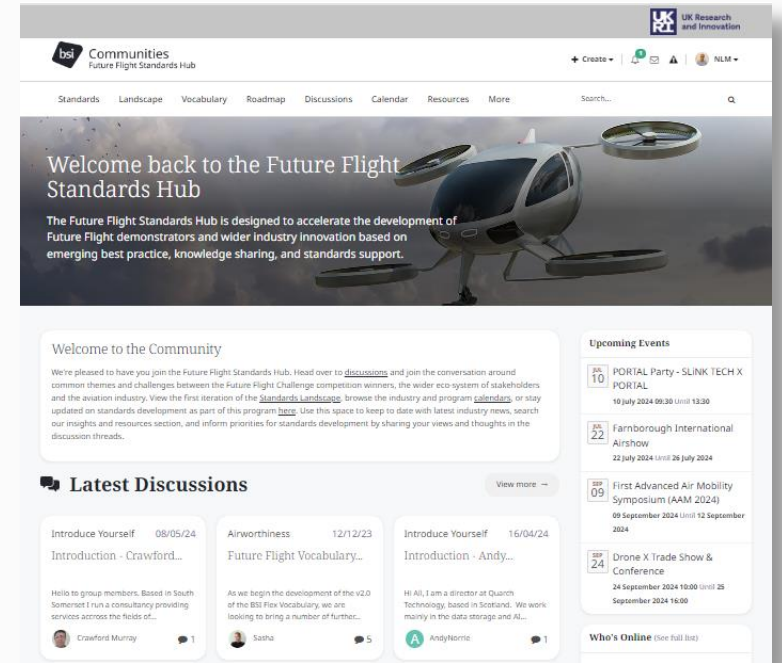 UK
RI
UK Research
and Innovation
bsi
Communities
Future Flight Standards Hub
+ Create
NLM
Standards Landscape Vocabulary Roadmap Discussions Calendar Resources More
Search...
Welcome back to the Future Flight
Standards Hub
The Future Flight Standards Hub is designed to accelerate the development of
Future Flight demonstrators and wider industry innovation based on
emerging best practice, knowledge sharing, and standards support.
Welcome to the Community
We're pleased to have you join the Future Flight Standards Hub. Head over to discussions and join the conversation around
common themes and challenges between the Future Flight Challenge competition winners, the wider eco-system of stakeholders
and the aviation industry. View the first iteration of the Standards Landscape, browse the industry and program calendars, or stay
updated on standards development as part of this program here. Use this space to keep to date with latest industry news, search
our insights and resources section, and inform priorities for standards development by sharing your views and thoughts in the
discussion threads.
Latest Discussions
View more →
Introduce Yourself 08/05/24
Introduction - Crawford...
Hello to group members. Based in South
Somerset I run a consultancy providing
services accross the fields of...
Crawford Murray 1
Airworthiness 12/12/23
Future Flight Vocabulary...
As we begin the development of the v2.0
of the BSI Flex Vocabulary, we are
looking to bring a number of further...
Sasha 5
Introduce Yourself 16/04/24
Introduction - Andy...
Hi All, I am a director at Quarch
Technology, based in Scotland. We work
mainly in the data storage and AI...
A AndyNorrie 1
Upcoming Events
JUL
10
PORTAL Party - SLiNK TECH X
PORTAL
10 July 2024 09:30 Until 13:30
JUL
22
Farnborough International
Airshow
22 July 2024 Until 26 July 2024
SEP
09
First Advanced Air Mobility
Symposium (AAM 2024)
09 September 2024 Until 12 September
2024
SEP
24
Drone X Trade Show &
Conference
24 September 2024 10:00 Until 25
September 2024 16:00
Who's Online (See full list)